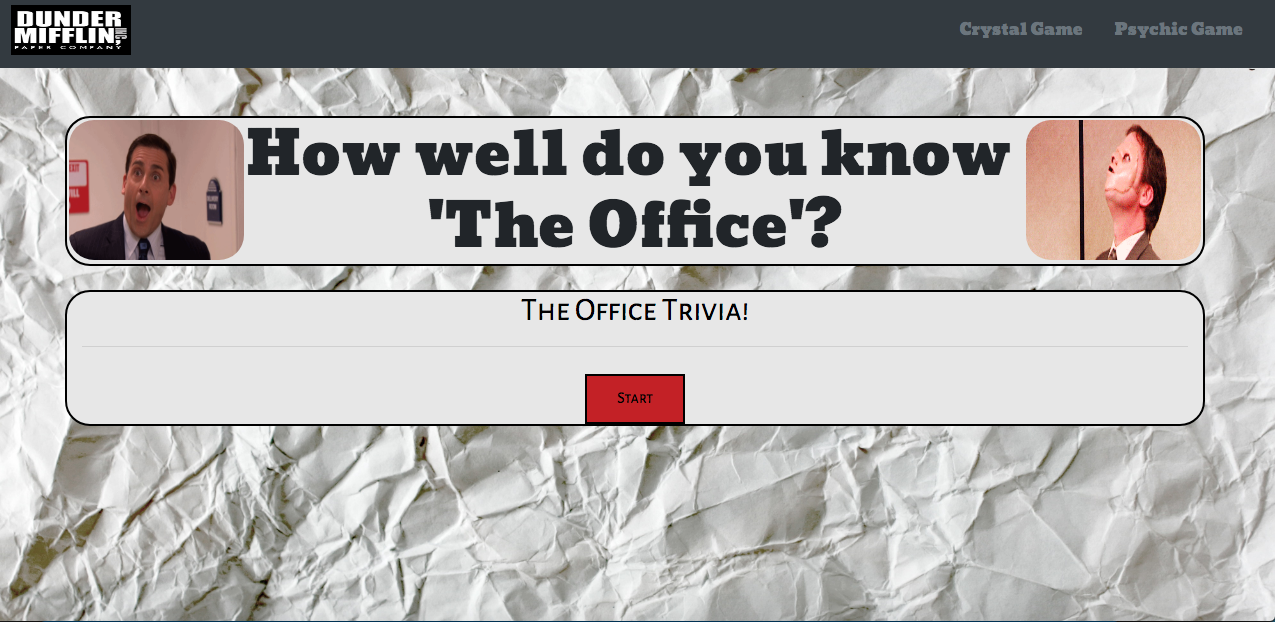 DUNDER
MIFFLIN, INC
PAPER COMPANY
Crystal Game
Psychic Game
How well do you know
'The Office'?
The Office Trivia!
Start